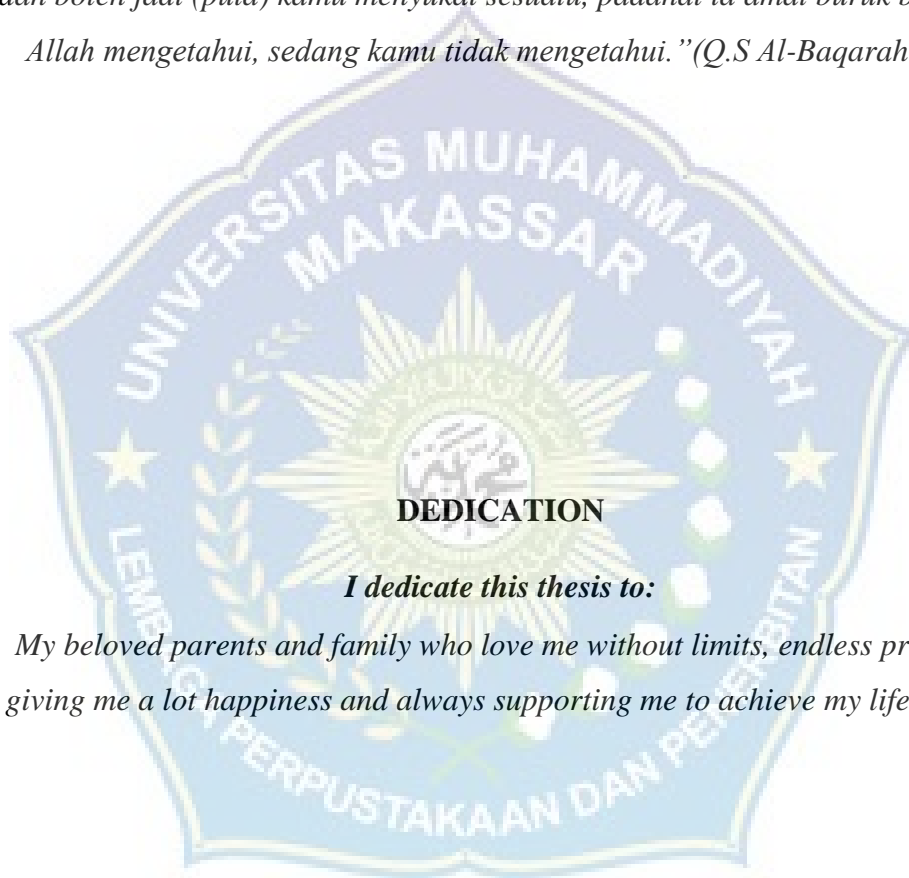 dan boleh jadi (pula) kamu menyukai sesuatu, padahal ia amat buruk
Allah mengetahui, sedang kamu tidak mengetahui.”(Q.S Al-Baqarah
UNIVERSITAS MUHAMMADIYAH
MAKASSAR
DEDICATION
I dedicate this thesis to:
My beloved parents and family who love me without limits, endless pr
giving me a lot happiness and always supporting me to achieve my life
LEMBAGA PERPUSTAKAAN DAN PENERBITAN